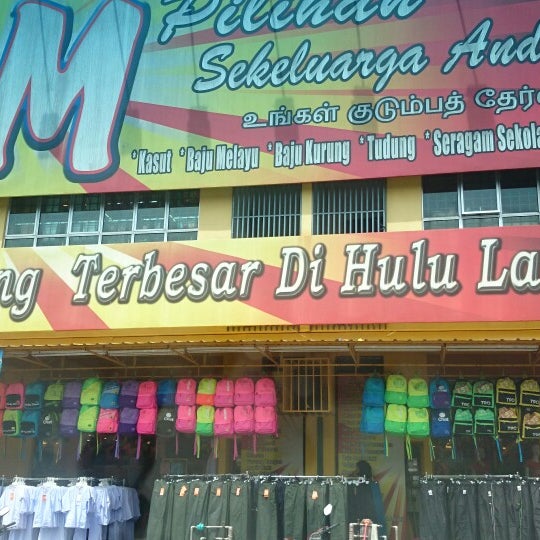 M
Pilihan
Sekeluarga And
உங்கள் குடும்பத் தேர்
*Kasut *Baju Melayu *Baju Kurung *Tudung *Seragam Sekola
ng Terbesar Di Hulu La